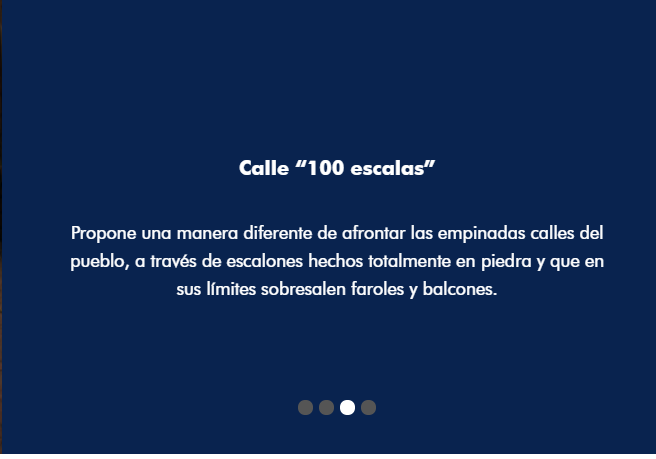 Calle “100 escalas”
Propone una manera diferente de afrontar las empinadas calles del
pueblo, a través de escalones hechos totalmente en piedra y que en
sus límites sobresalen faroles y balcones.